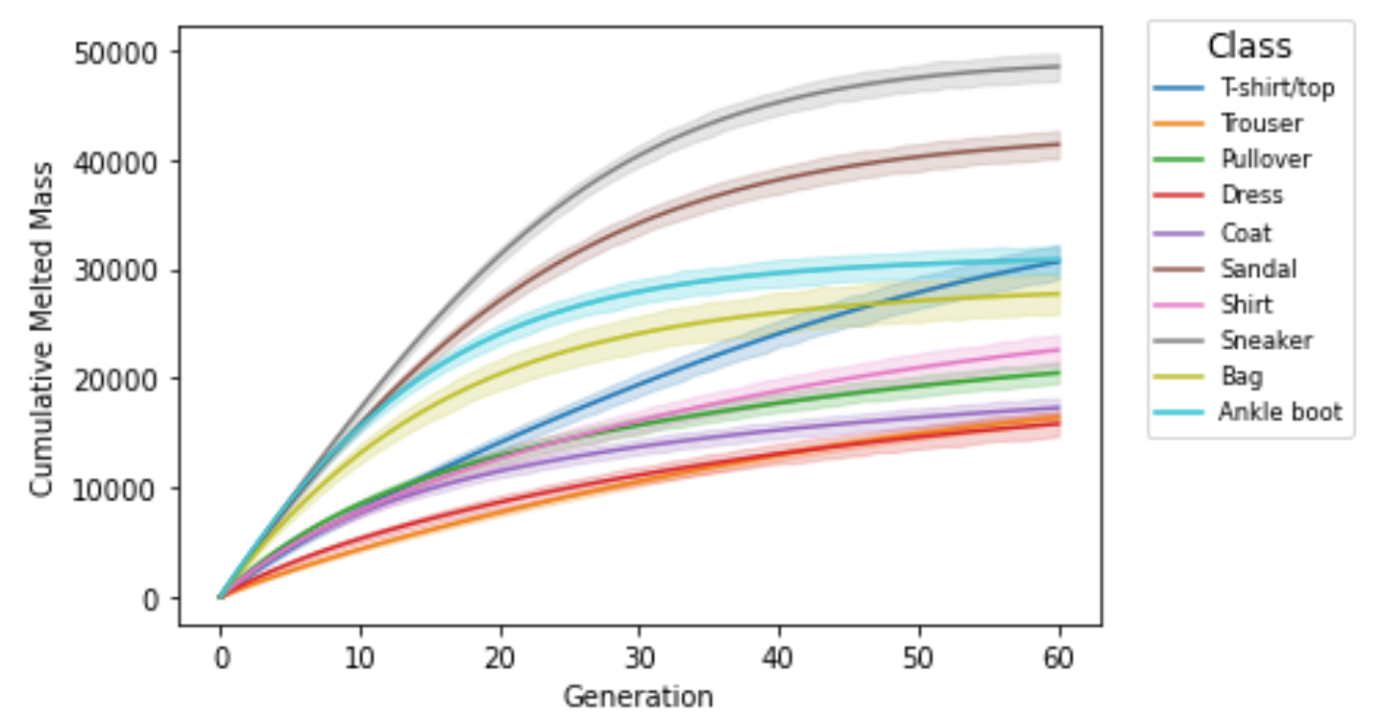 Cumulative Melted Mass
50000
40000
30000
20000
10000
0
0 10 20 30 40 50 60
Generation
Class
T-shirt/top
Trouser
Pullover
Dress
Coat
Sandal
Shirt
Sneaker
Bag
Ankle boot